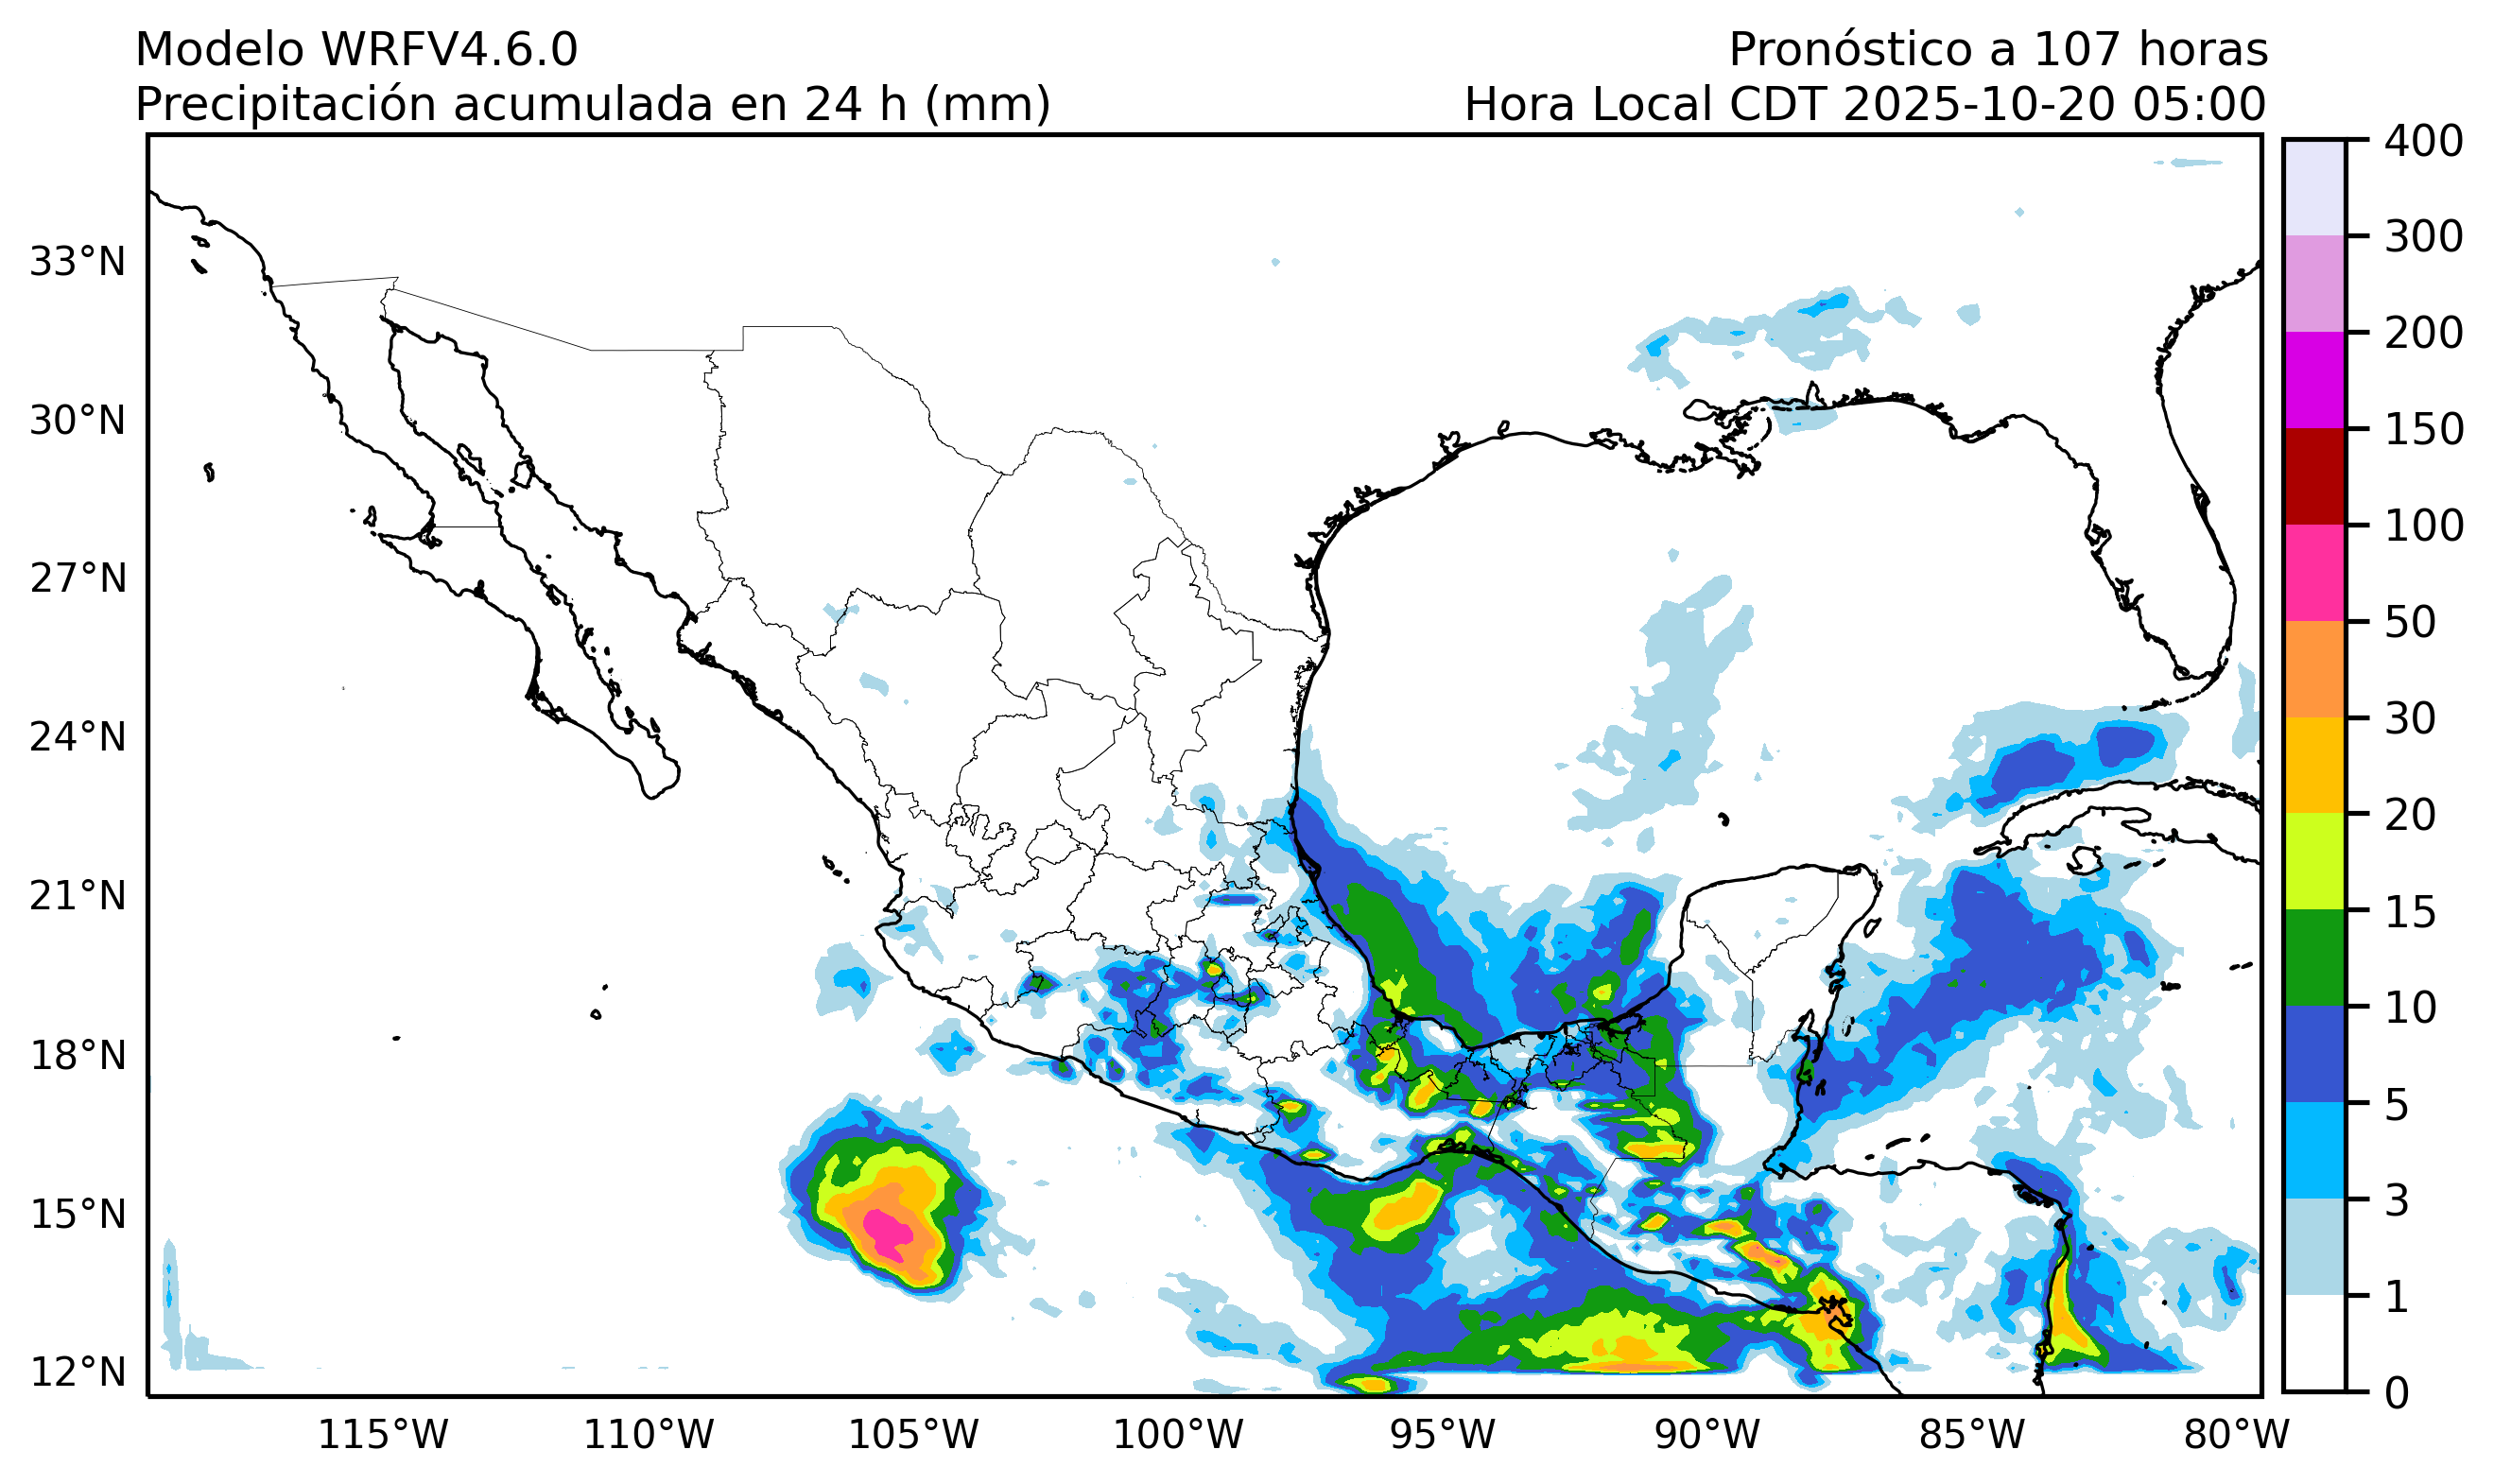 Modelo WRFV4.6.0
Pronóstico a 107 horas
Precipitación acumulada en 24 h (mm)
Hora Local CDT 2025-10-20 05:00
33°N
30°N
27°N
24°N
21°N
18°N
15°N
12°N
115°W
110°W
105°W
100°W
95°W
90°W
85°W
80°W
400
300
200
150
100
50
30
20
15
10
5
3
1
0